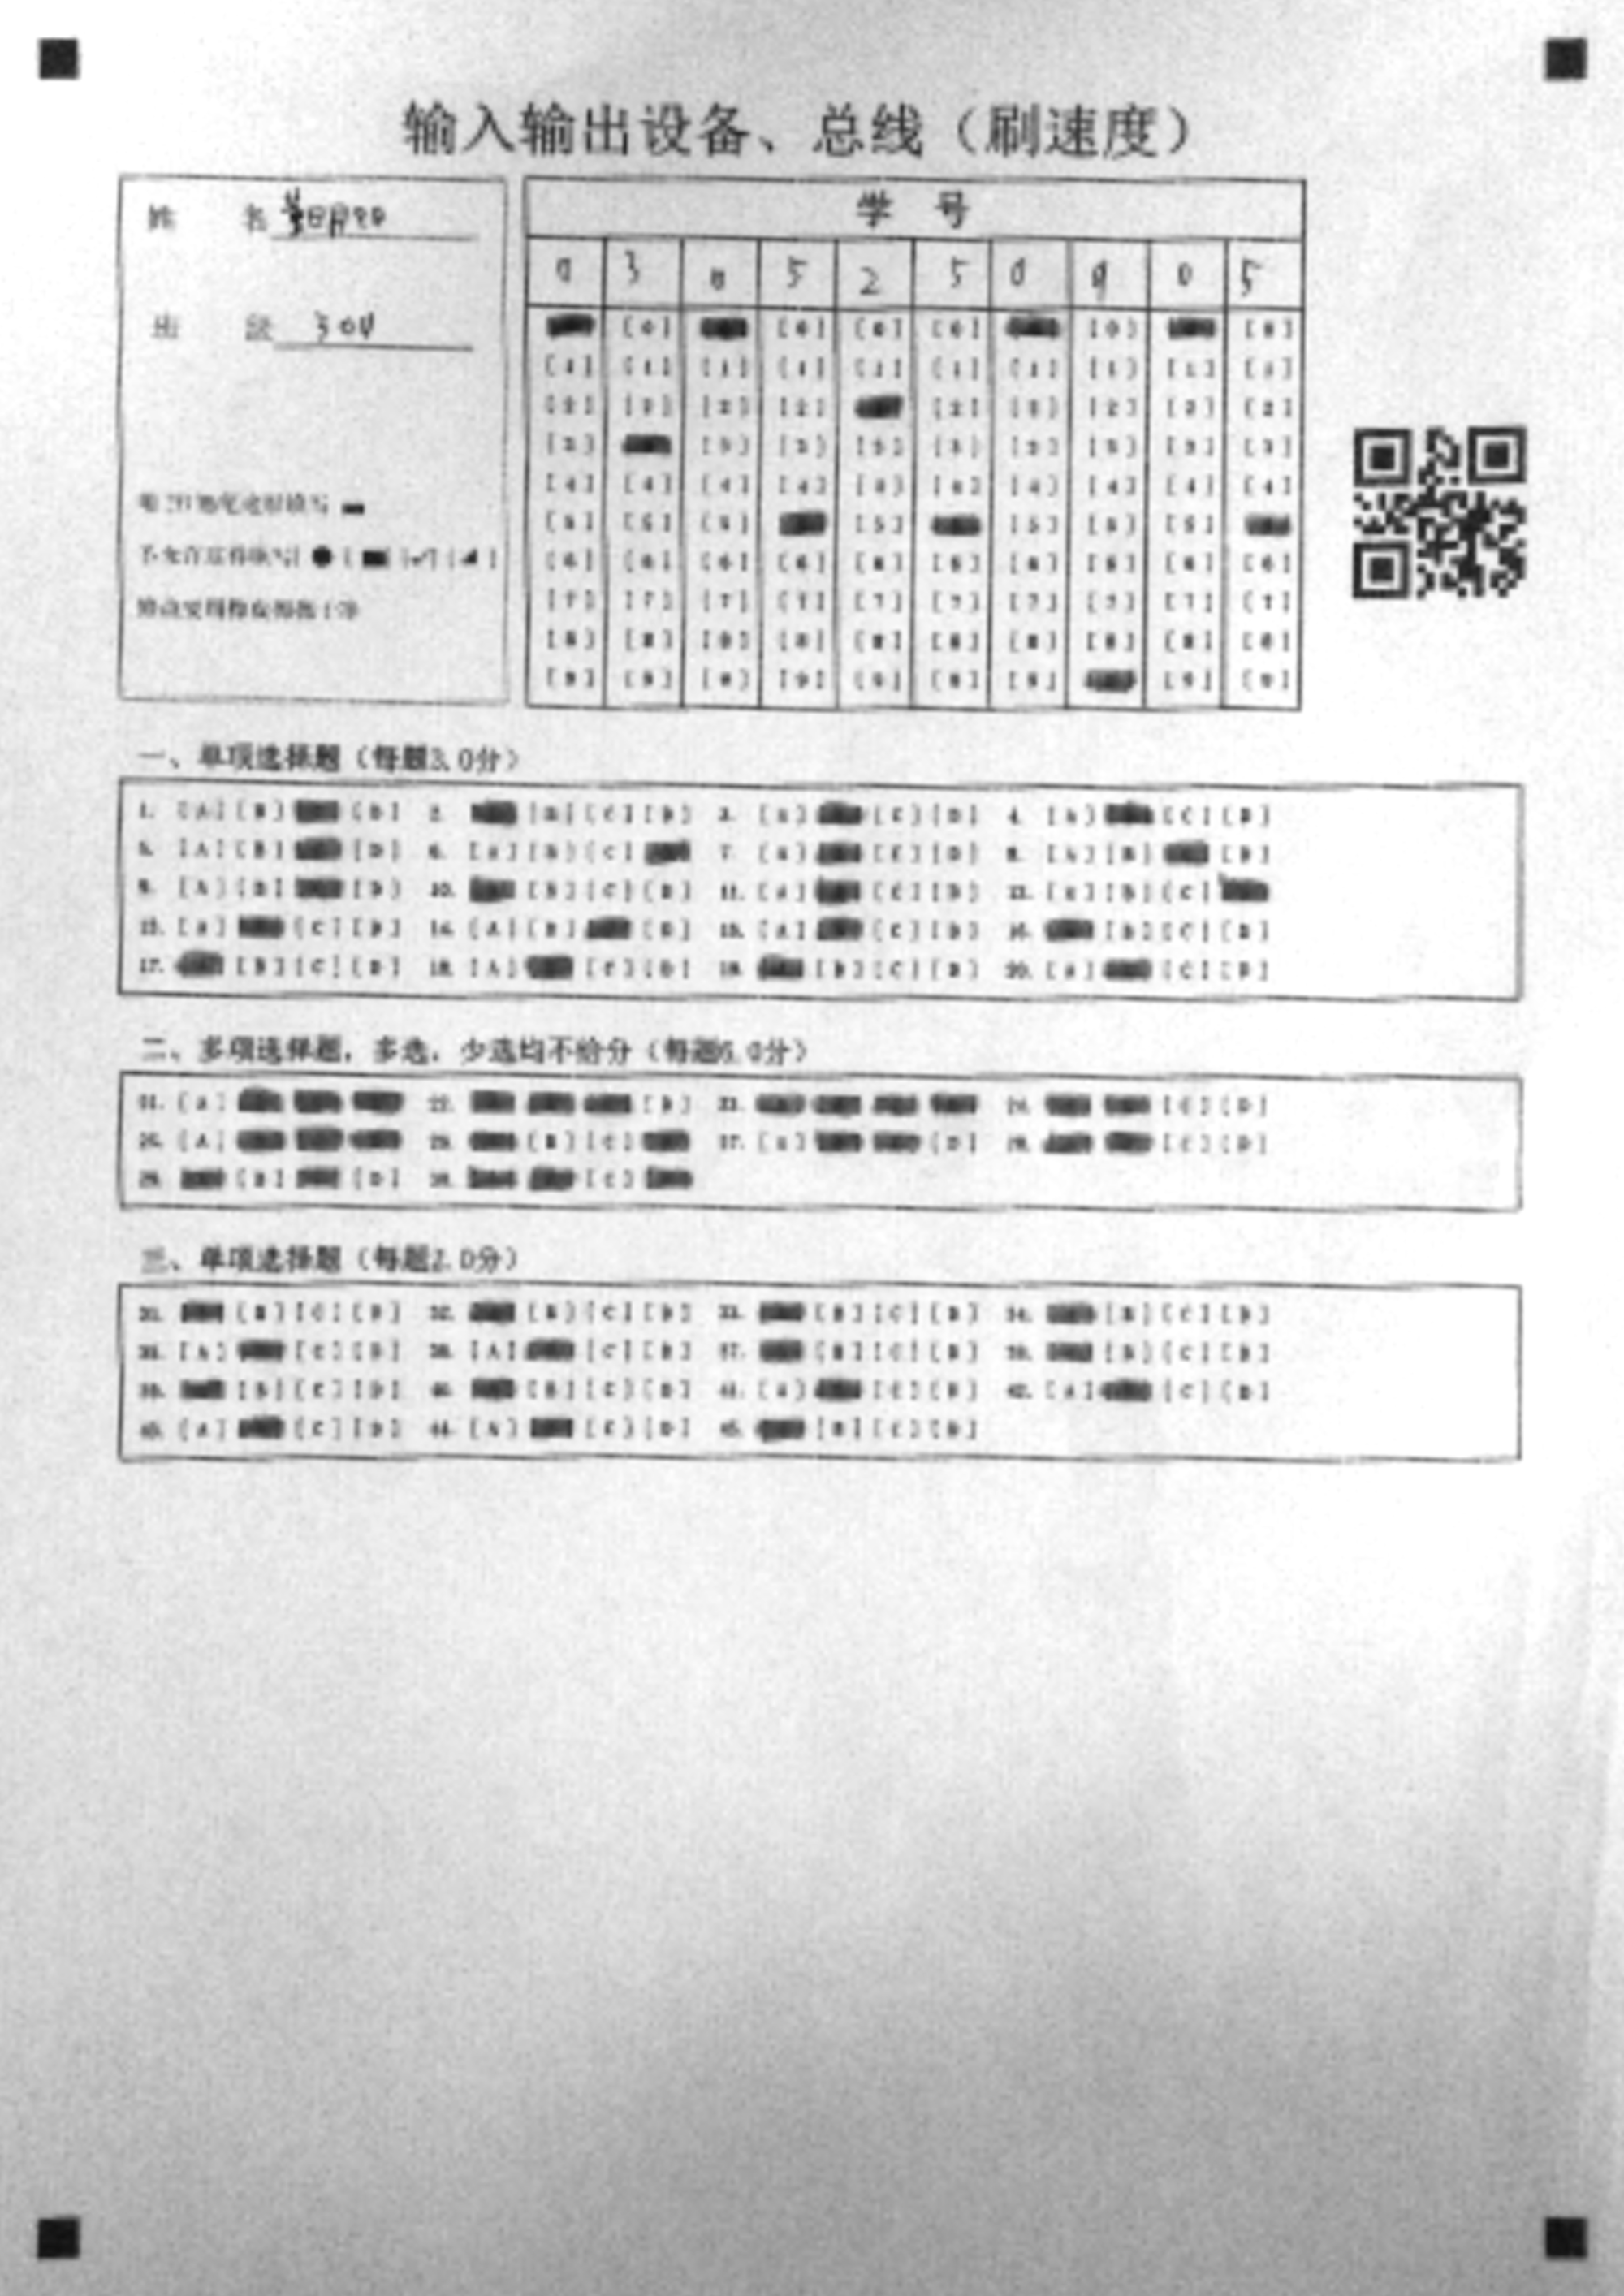 输入输出设备、总线（刷速度）
姓 名
班 级 304
学 号
0 3 0 5 2 5 0 9 0 5
[0] [0] [0] [0] [0] [0]
[1] [1] [1] [1] [1] [1] [1] [1] [1] [1]
[2] [2] [2] [2] [2] [2] [2] [2] [2]
[3] [3] [3] [3] [3] [3] [3] [3] [3]
[4] [4] [4] [4] [4] [4] [4] [4] [4] [4]
[5] [5] [5] [5] [5] [5] [5]
[6] [6] [6] [6] [6] [6] [6] [6] [6] [6]
[7] [7] [7] [7] [7] [7] [7] [7] [7] [7]
[8] [8] [8] [8] [8] [8] [8] [8] [8] [8]
[9] [9] [9] [9] [9] [9] [9] [9] [9]
一、单项选择题（每题3.0分）
1. [A] [B] [D] 2. [B] [C] [D] 3. [A] [C] [D] 4. [A] [C] [D]
5. [A] [B] [D] 6. [A] [B] [C] 7. [A] [C] [D] 8. [A] [B] [D]
9. [A] [B] [D] 10. [B] [C] [D] 11. [A] [C] [D] 12. [A] [B] [C]
13. [A] [C] [D] 14. [A] [B] [D] 15. [A] [C] [D] 16. [B] [C] [D]
17. [B] [C] [D] 18. [A] [C] [D] 19. [B] [C] [D] 20. [A] [C] [D]
二、多项选择题，多选，少选均不给分（每题6.0分）
21. [A] 22. [D] 23. 24. [C] [D]
25. [A] 26. [B] [C] 27. [A] [D] 28. [C] [D]
29. [B] [D] 30. [C]
三、单项选择题（每题2.0分）
31. [B] [C] [D] 32. [B] [C] [D] 33. [B] [C] [D] 34. [B] [C] [D]
35. [A] [C] [D] 36. [A] [C] [D] 37. [B] [C] [D] 38. [B] [C] [D]
39. [B] [C] [D] 40. [B] [C] [D] 41. [A] [C] [D] 42. [A] [C] [D]
43. [A] [C] [D] 44. [A] [C] [D] 45. [B] [C] [D]